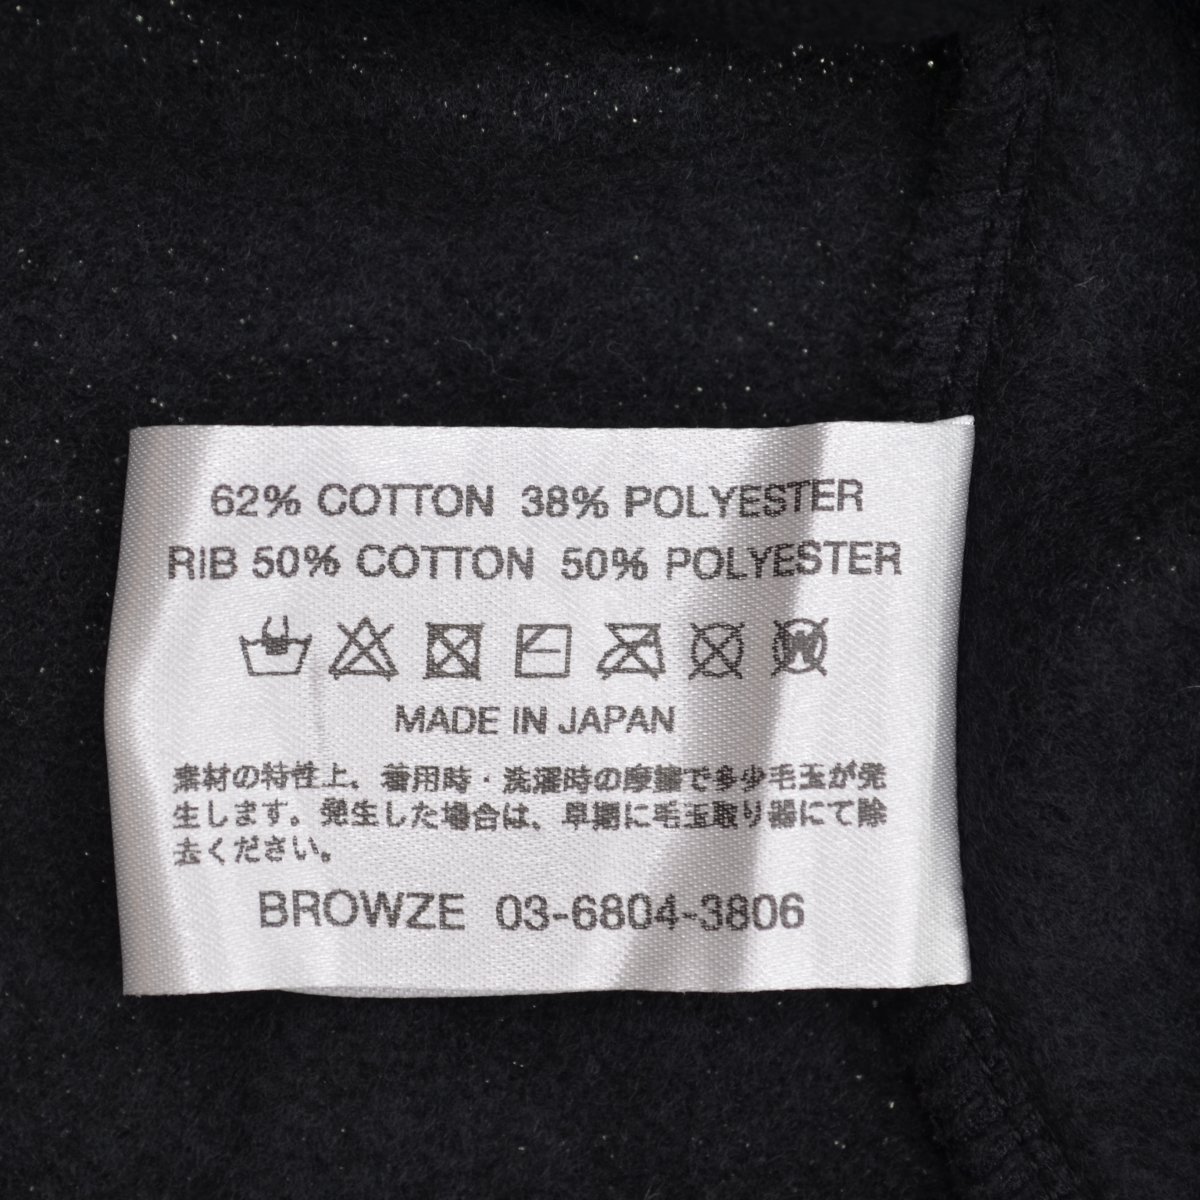 62% COTTON 38% POLYESTER
RIB 50% COTTON 50% POLYESTER
MADE IN JAPAN
素材の特性上、着用時・洗濯時の摩擦で多少毛玉が発
生します。発生した場合は、早期に毛玉取り器にて除
去ください。
BROWZE 03-6804-3806